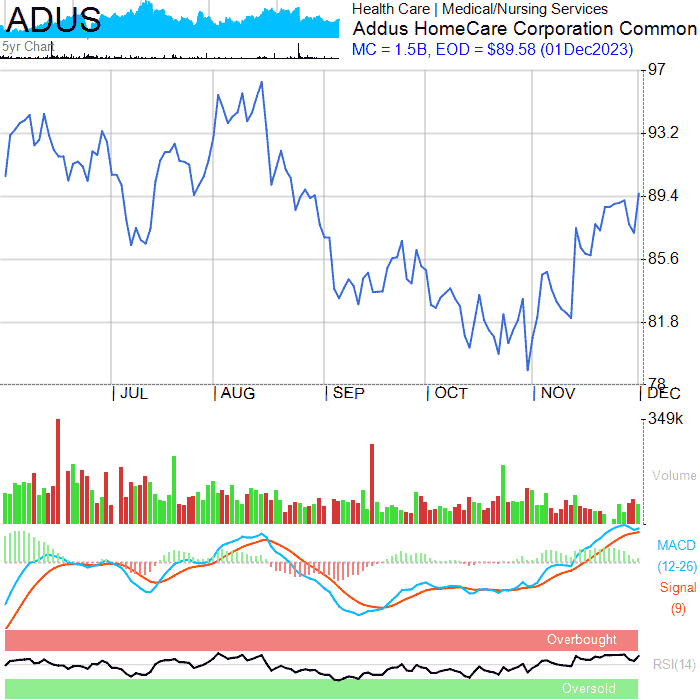 ADUS
5yr Chart
Health Care | Medical/Nursing Services
Addus HomeCare Corporation Common
MC = 1.5B, EOD = $89.58 (01Dec2023)
97
93.2
89.4
85.6
81.8
78
JUL AUG SEP OCT NOV DEC
349k
Volume
MACD
(12-26)
Signal
(9)
Overbought
RSI(14)
Oversold